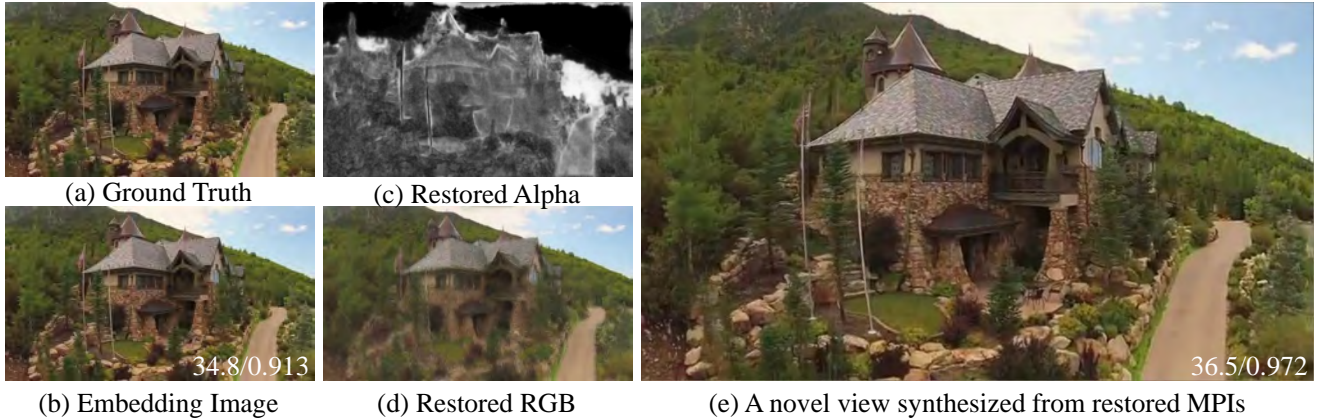 (a) Ground Truth
(c) Restored Alpha
34.8/0.913
36.5/0.972
(b) Embedding Image
(d) Restored RGB
(e) A novel view synthesized from restored MPIs